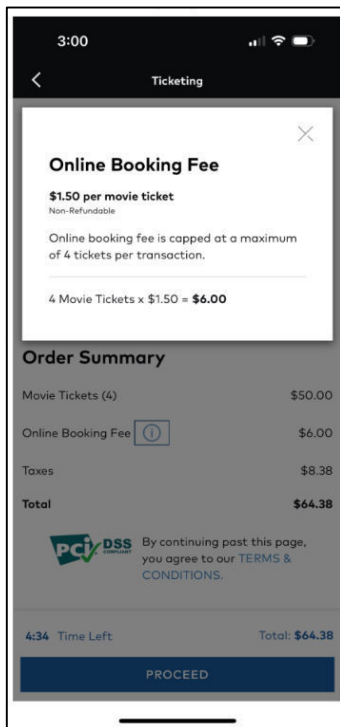 3:00
Ticketing
Online Booking Fee
$1.50 per movie ticket
Non-Refundable
Online booking fee is capped at a maximum
of 4 tickets per transaction.
4 Movie Tickets x $1.50 = $6.00
Order Summary
Movie Tickets (4) $50.00
Online Booking Fee $6.00
Taxes $8.38
Total $64.38
PCi DSS COMPLIANT
By continuing past this page,
you agree to our TERMS &
CONDITIONS.
4:34 Time Left Total: $64.38
PROCEED